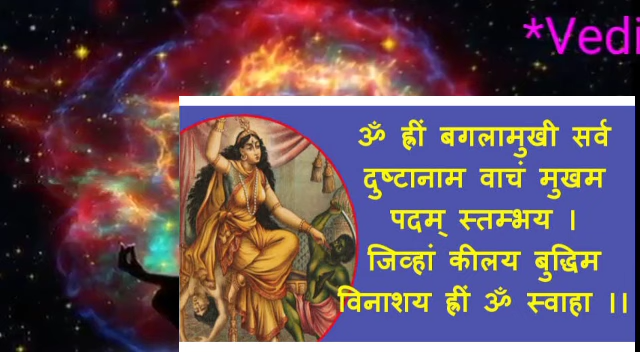 *Vedi
ॐ ह्रीं बगलामुखी सर्व
दुष्टानाम वाचं मुखम
पदम् स्तम्भय ।
जिव्हां कीलय बुद्धिम
विनाशय ह्रीं ॐ स्वाहा ।।